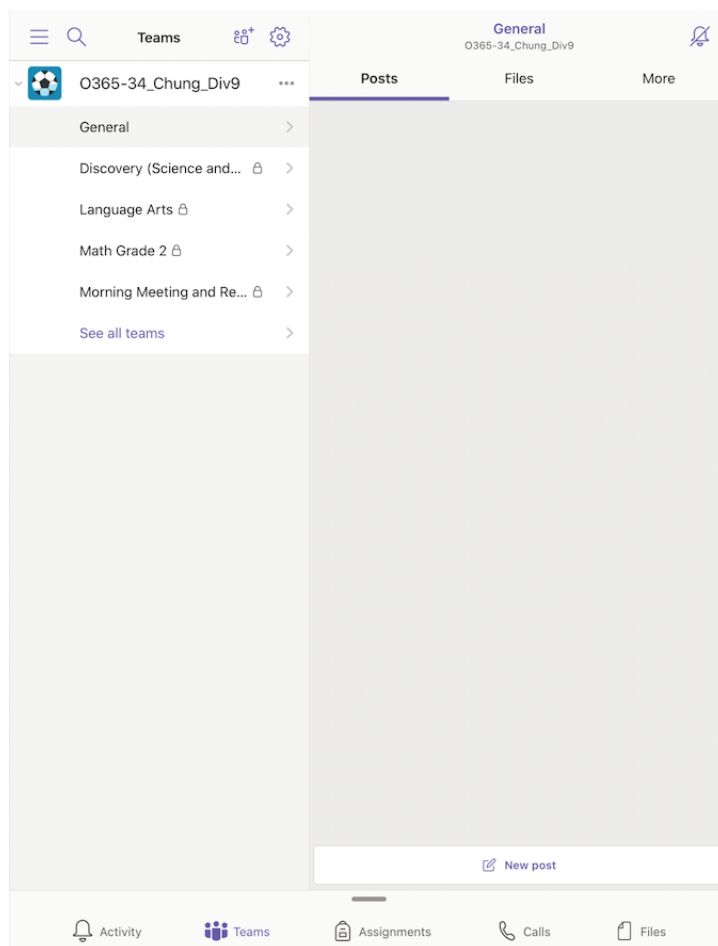 Teams
General
O365-34_Chung_Div9
O365-34_Chung_Div9
Posts
Files
More
General
Discovery (Science and...
Language Arts
Math Grade 2
Morning Meeting and Re...
See all teams
New post
Activity
Teams
Assignments
Calls
Files